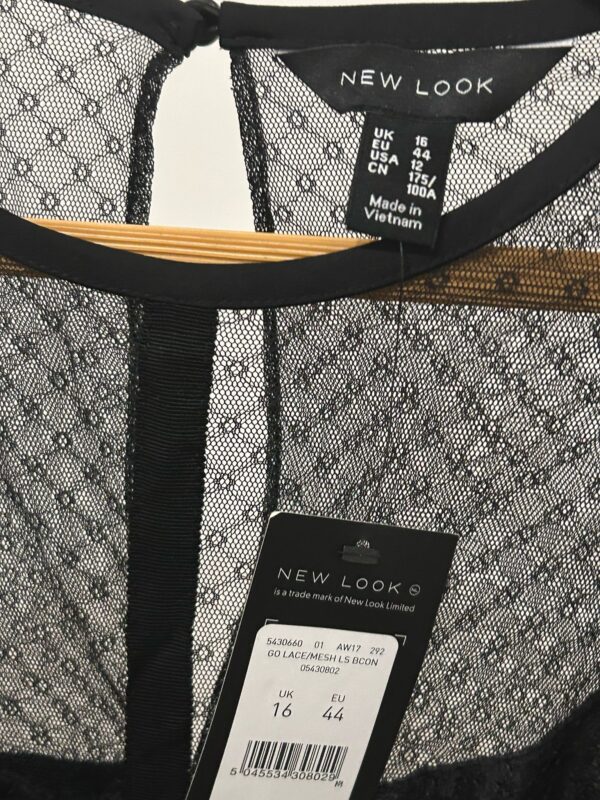 NEW LOOK
UK 16
EU 44
USA 12
CN 175/
100A
Made in
Vietnam
NEW LOOK NL
is a trade mark of New Look Limited
5430660 01 AW17 292
GO LACE/MESH LS BCON
05430802
UK EU
16 44
5 045534 308029